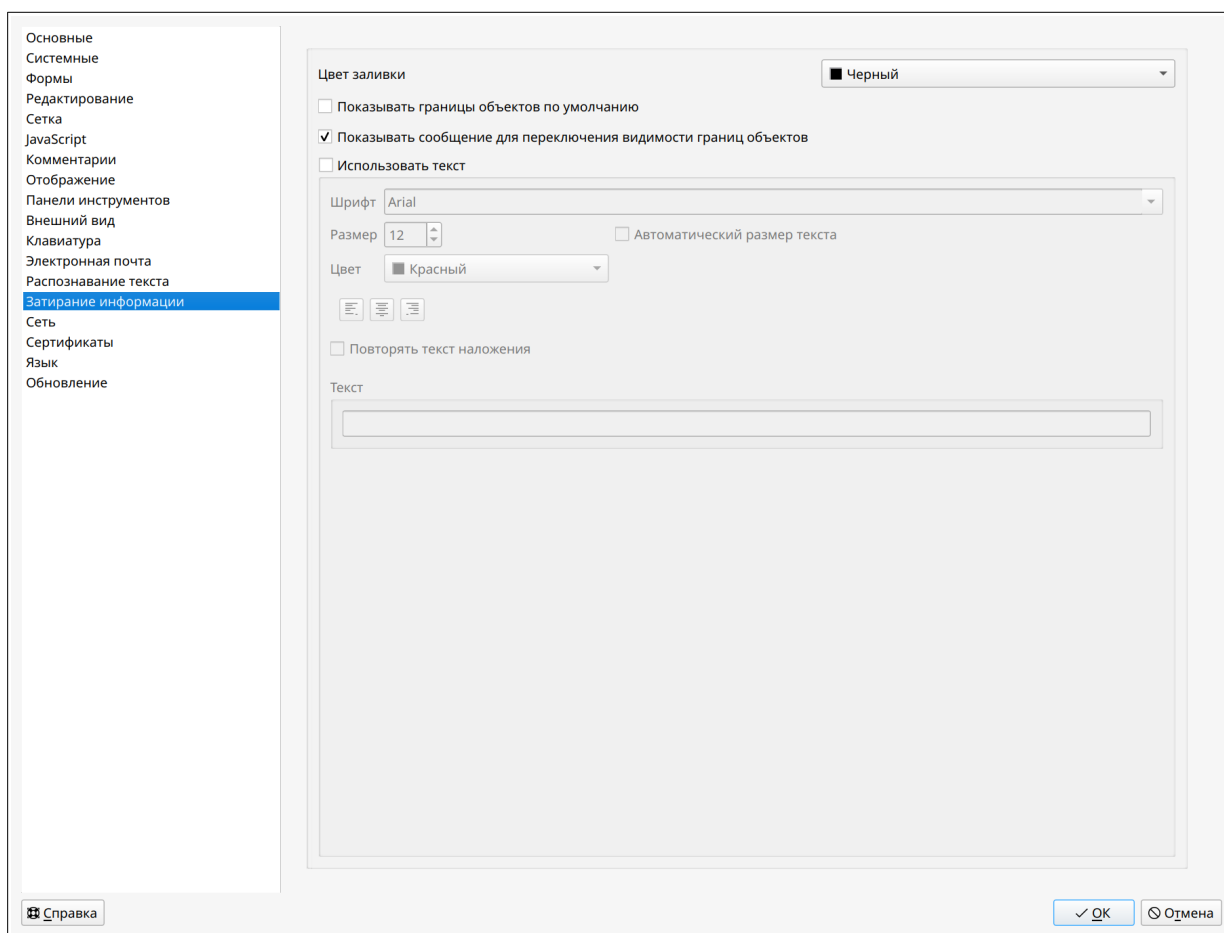 Основные
Системные
Формы
Редактирование
Сетка
JavaScript
Комментарии
Отображение
Панели инструментов
Внешний вид
Клавиатура
Электронная почта
Распознавание текста
Затирание информации
Сеть
Сертификаты
Язык
Обновление
Цвет заливки Черный
Показывать границы объектов по умолчанию
Показывать сообщение для переключения видимости границ объектов
Использовать текст
Шрифт Arial
Размер 12 Автоматический размер текста
Цвет Красный
Повторять текст наложения
Текст
Справка ОК Отмена